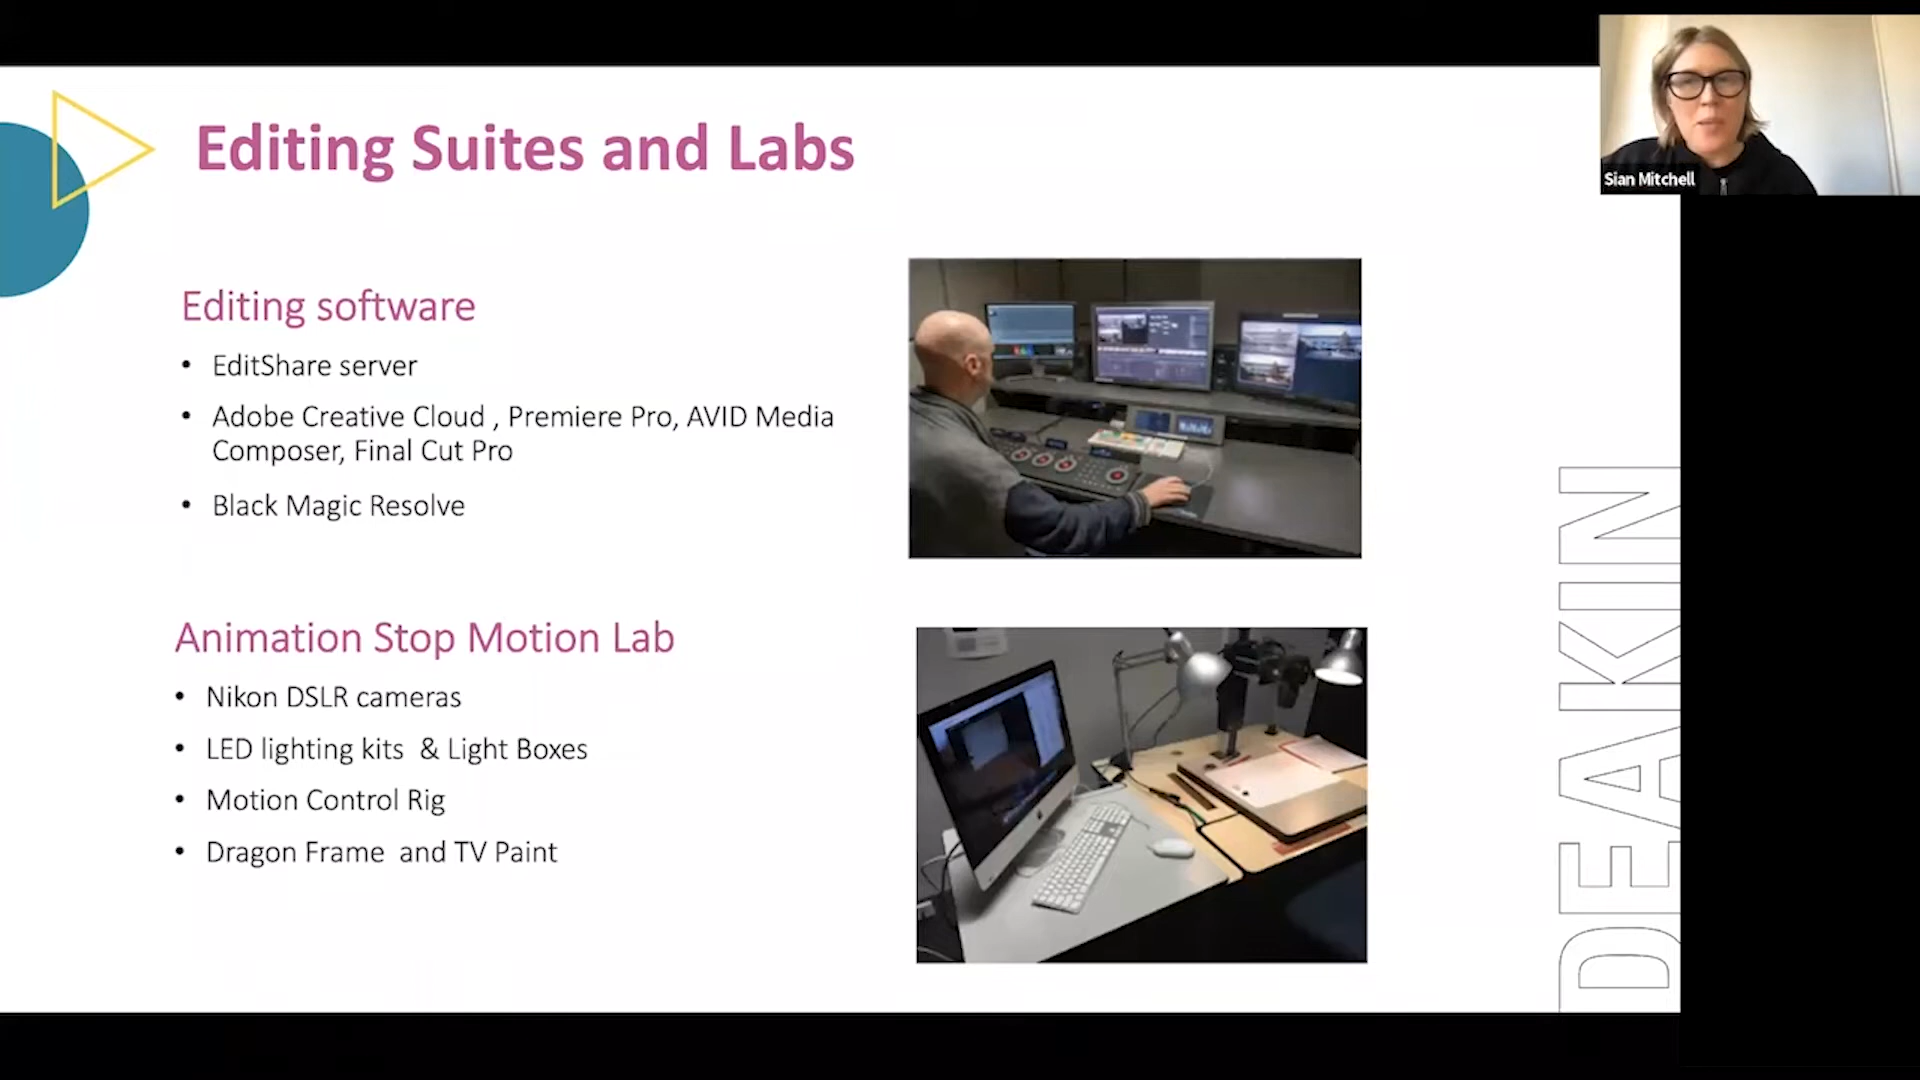 Editing Suites and Labs
Sian Mitchell
Editing software
• EditShare server
• Adobe Creative Cloud , Premiere Pro, AVID Media
Composer, Final Cut Pro
• Black Magic Resolve
Animation Stop Motion Lab
• Nikon DSLR cameras
• LED lighting kits  & Light Boxes
• Motion Control Rig
• Dragon Frame  and TV Paint
DEAKIN